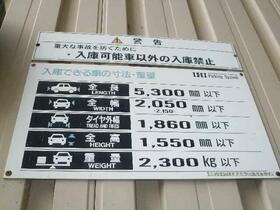 警告
重大な事故を防ぐために
・入庫可能車以外の入庫禁止
入庫できる車の寸法・重量
IHI
Parking System
全長 LENGTH 5,300 mm 以下
全幅 WIDTH 2,050 mm 以下
-2,150-
タイヤ外幅 TREAD AND TIRES 1,860 mm 以下
全高 HEIGHT 1,550 mm 以下
重量 WEIGHT 2,300 kg 以下